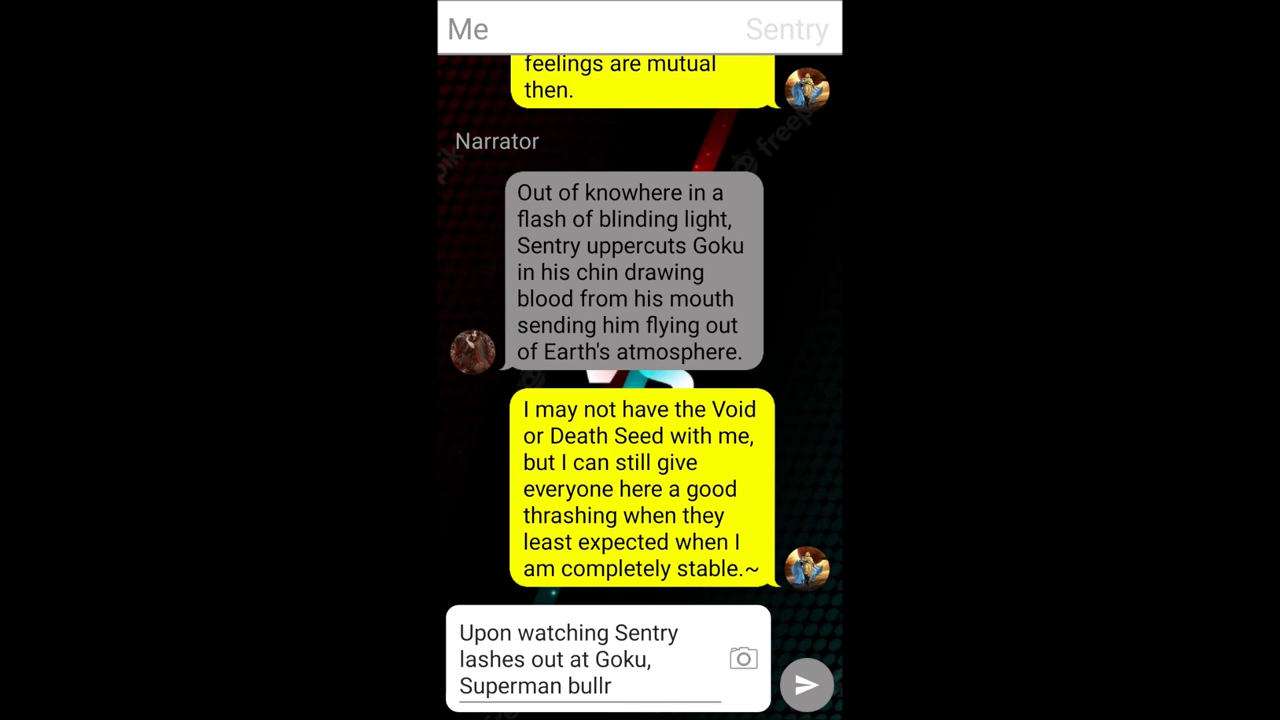 Me
Sentry
feelings are mutual
then.
Narrator
Out of knowhere in a
flash of blinding light,
Sentry uppercuts Goku
in his chin drawing
blood from his mouth
sending him flying out
of Earth's atmosphere.
I may not have the Void
or Death Seed with me,
but I can still give
everyone here a good
thrashing when they
least expected when I
am completely stable.~
Upon watching Sentry
lashes out at Goku,
Superman bullr